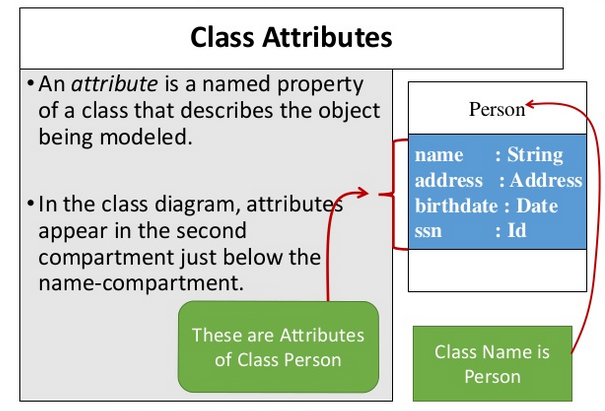 Class Attributes
• An attribute is a named property
of a class that describes the object
being modeled.
• In the class diagram, attributes
appear in the second
compartment just below the
name-compartment.
Person
name : String
address : Address
birthdate : Date
ssn : Id
These are Attributes
of Class Person
Class Name is
Person